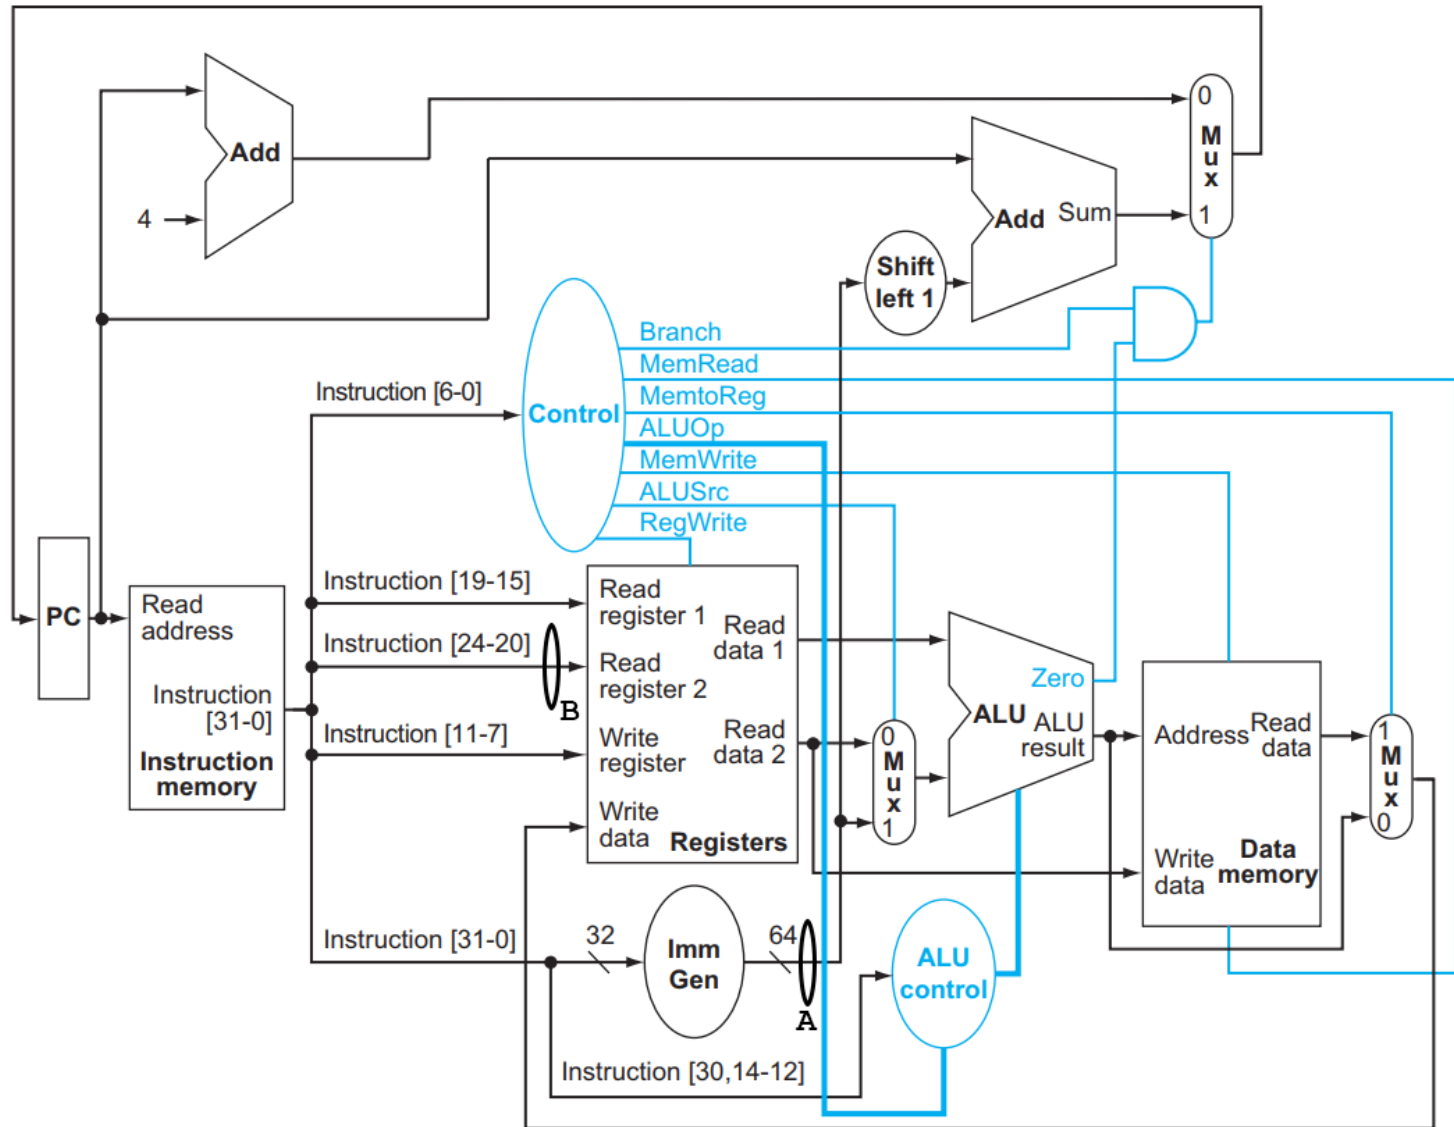 Add
4
0
M
u
x
1
Add Sum
Shift
left 1
Branch
MemRead
Instruction [6-0]
MemtoReg
Control
ALUOp
MemWrite
ALUSrc
RegWrite
PC
Read
address
Instruction
[31-0]
Instruction
memory
Instruction [19-15]
Instruction [24-20]
B
Instruction [11-7]
Instruction [31-0]
Read
register 1
Read
data 1
Read
register 2
Write
register
Read
data 2
Write
data
Registers
0
M
u
x
1
Zero
ALU
ALU
result
Address
Read
data
Write
data
Data
memory
1
M
u
x
0
32
Imm
Gen
64
A
ALU
control
Instruction [30,14-12]